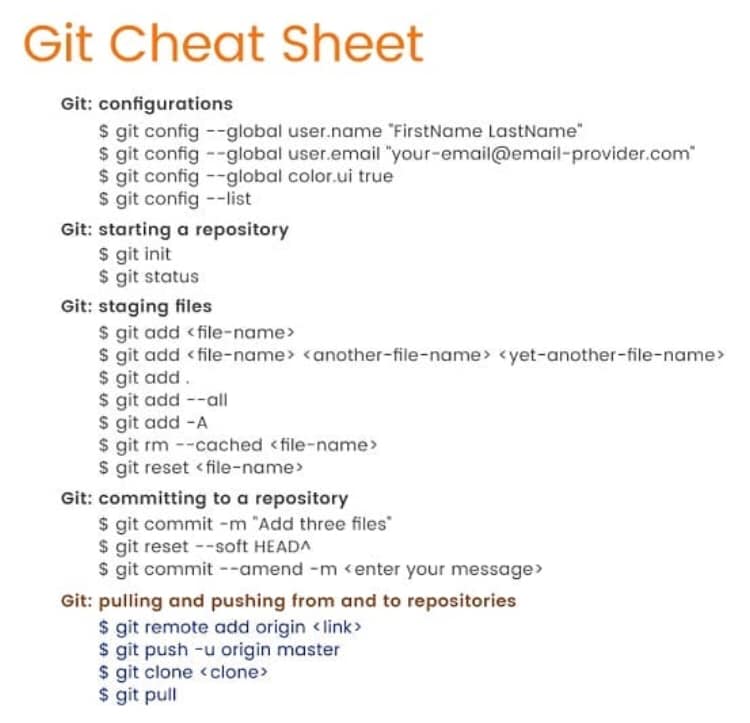 Git Cheat Sheet
Git: configurations
$ git config --global user.name "FirstName LastName"
$ git config --global user.email "your-email@email-provider.com"
$ git config --global color.ui true
$ git config --list
Git: starting a repository
$ git init
$ git status
Git: staging files
$ git add <file-name>
$ git add <file-name> <another-file-name> <yet-another-file-name>
$ git add .
$ git add --all
$ git add -A
$ git rm --cached <file-name>
$ git reset <file-name>
Git: committing to a repository
$ git commit -m "Add three files"
$ git reset --soft HEAD^
$ git commit --amend -m <enter your message>
Git: pulling and pushing from and to repositories
$ git remote add origin <link>
$ git push -u origin master
$ git clone <clone>
$ git pull